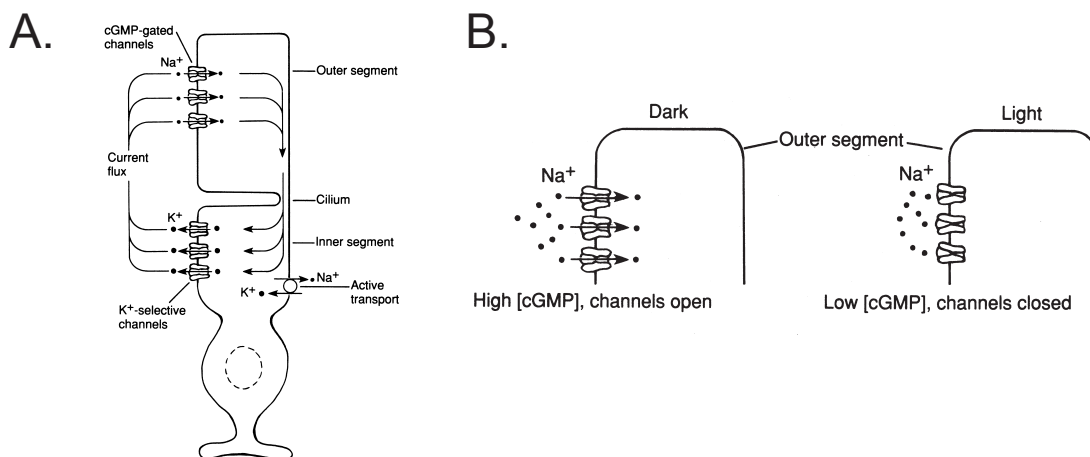 A.
cGMP-gated
channels
Na+
Outer segment
Current
flux
Cilium
K+
Inner segment
Na+
K+
Active
transport
K+-selective
channels
B.
Dark
Light
Outer segment
Na+
Na+
High [cGMP], channels open
Low [cGMP], channels closed